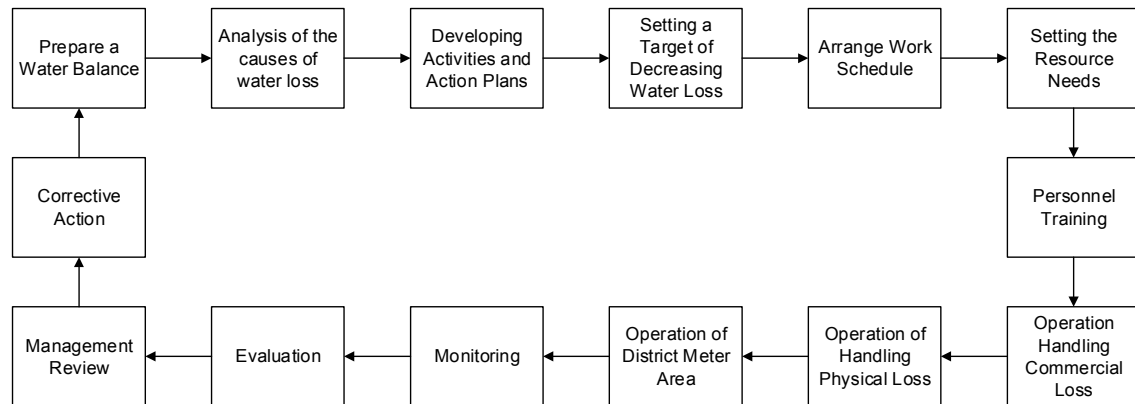 Prepare a
Water Balance
Analysis of the
causes of
water loss
Developing
Activities and
Action Plans
Setting a
Target of
Decreasing
Water Loss
Arrange Work
Schedule
Setting the
Resource
Needs
Personnel
Training
Operation
Handling
Commercial
Loss
Operation of
Handling
Physical Loss
Operation of
District Meter
Area
Monitoring
Evaluation
Management
Review
Corrective
Action